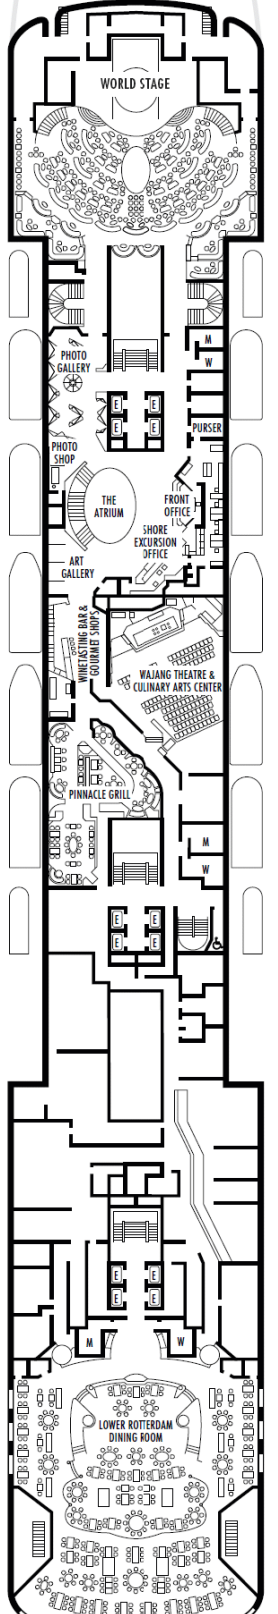 WORLD STAGE
M
W
PHOTO
GALLERY
E E
E E
PURSER
PHOTO
SHOP
THE
ATRIUM
FRONT
OFFICE
SHORE
EXCURSION
OFFICE
ART
GALLERY
WINETASTING BAR &
GOURMET SHOPS
WAJANG THEATRE &
CULINARY ARTS CENTER
PINNACLE GRILL
M
W
E E
E E
E E
E E
M W
LOWER ROTTERDAM
DINING ROOM